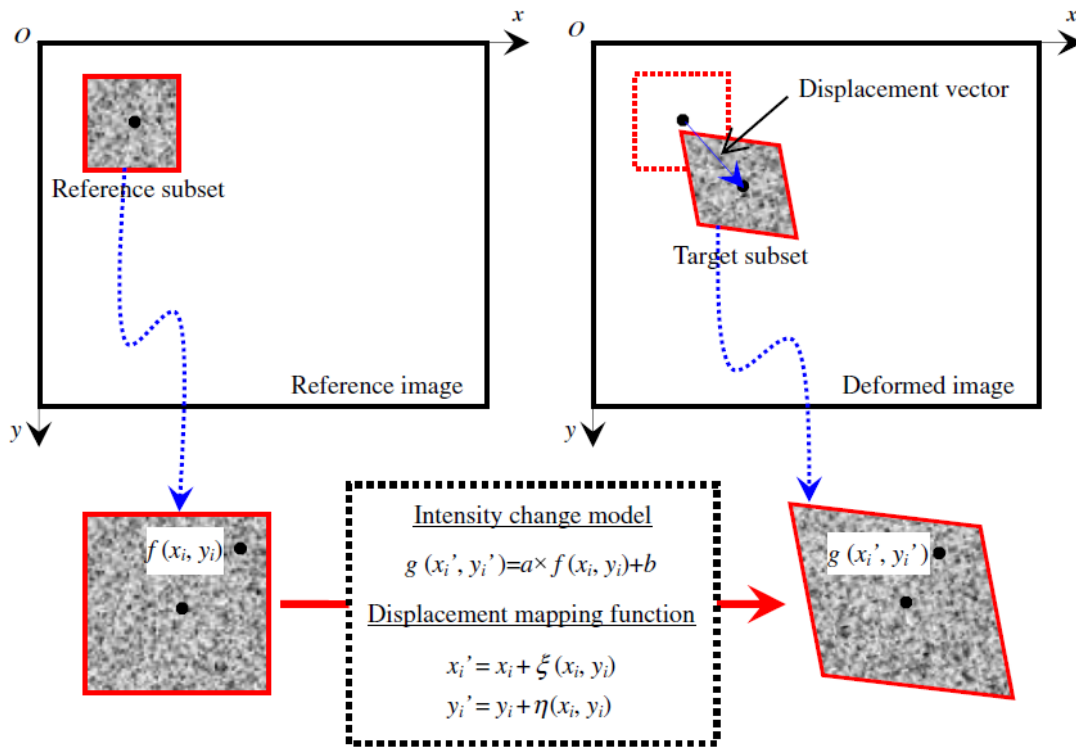 O
x
Reference subset
Reference image
y
O
x
Displacement vector
Target subset
Deformed image
y
f (xᵢ, yᵢ)
Intensity change model
g (xᵢ’, yᵢ’)=a× f (xᵢ, yᵢ)+b
Displacement mapping function
xᵢ’ = xᵢ + ξ (xᵢ, yᵢ)
yᵢ’ = yᵢ + η(xᵢ, yᵢ)
g (xᵢ’, yᵢ’ )